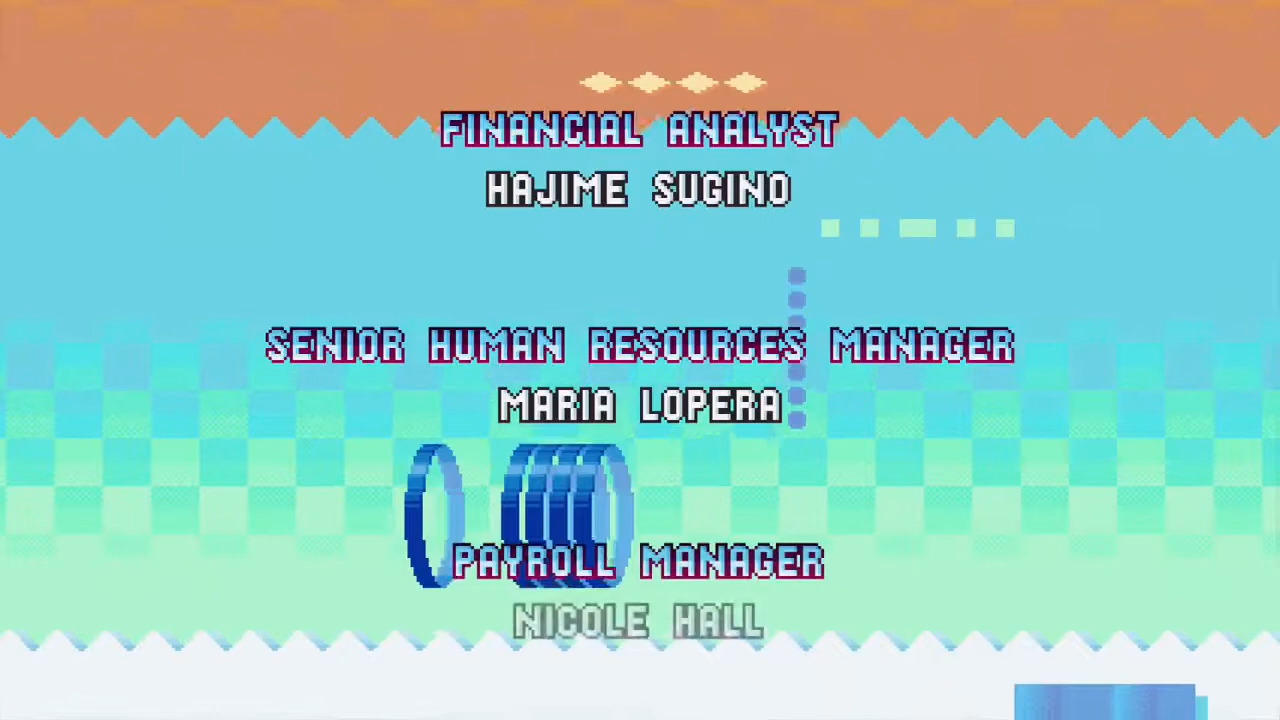 FINANCIAL ANALYST
HAJIME SUGINO
SENIOR HUMAN RESOURCES MANAGER
MARIA LOPERA
PAYROLL MANAGER
NICOLE HALL